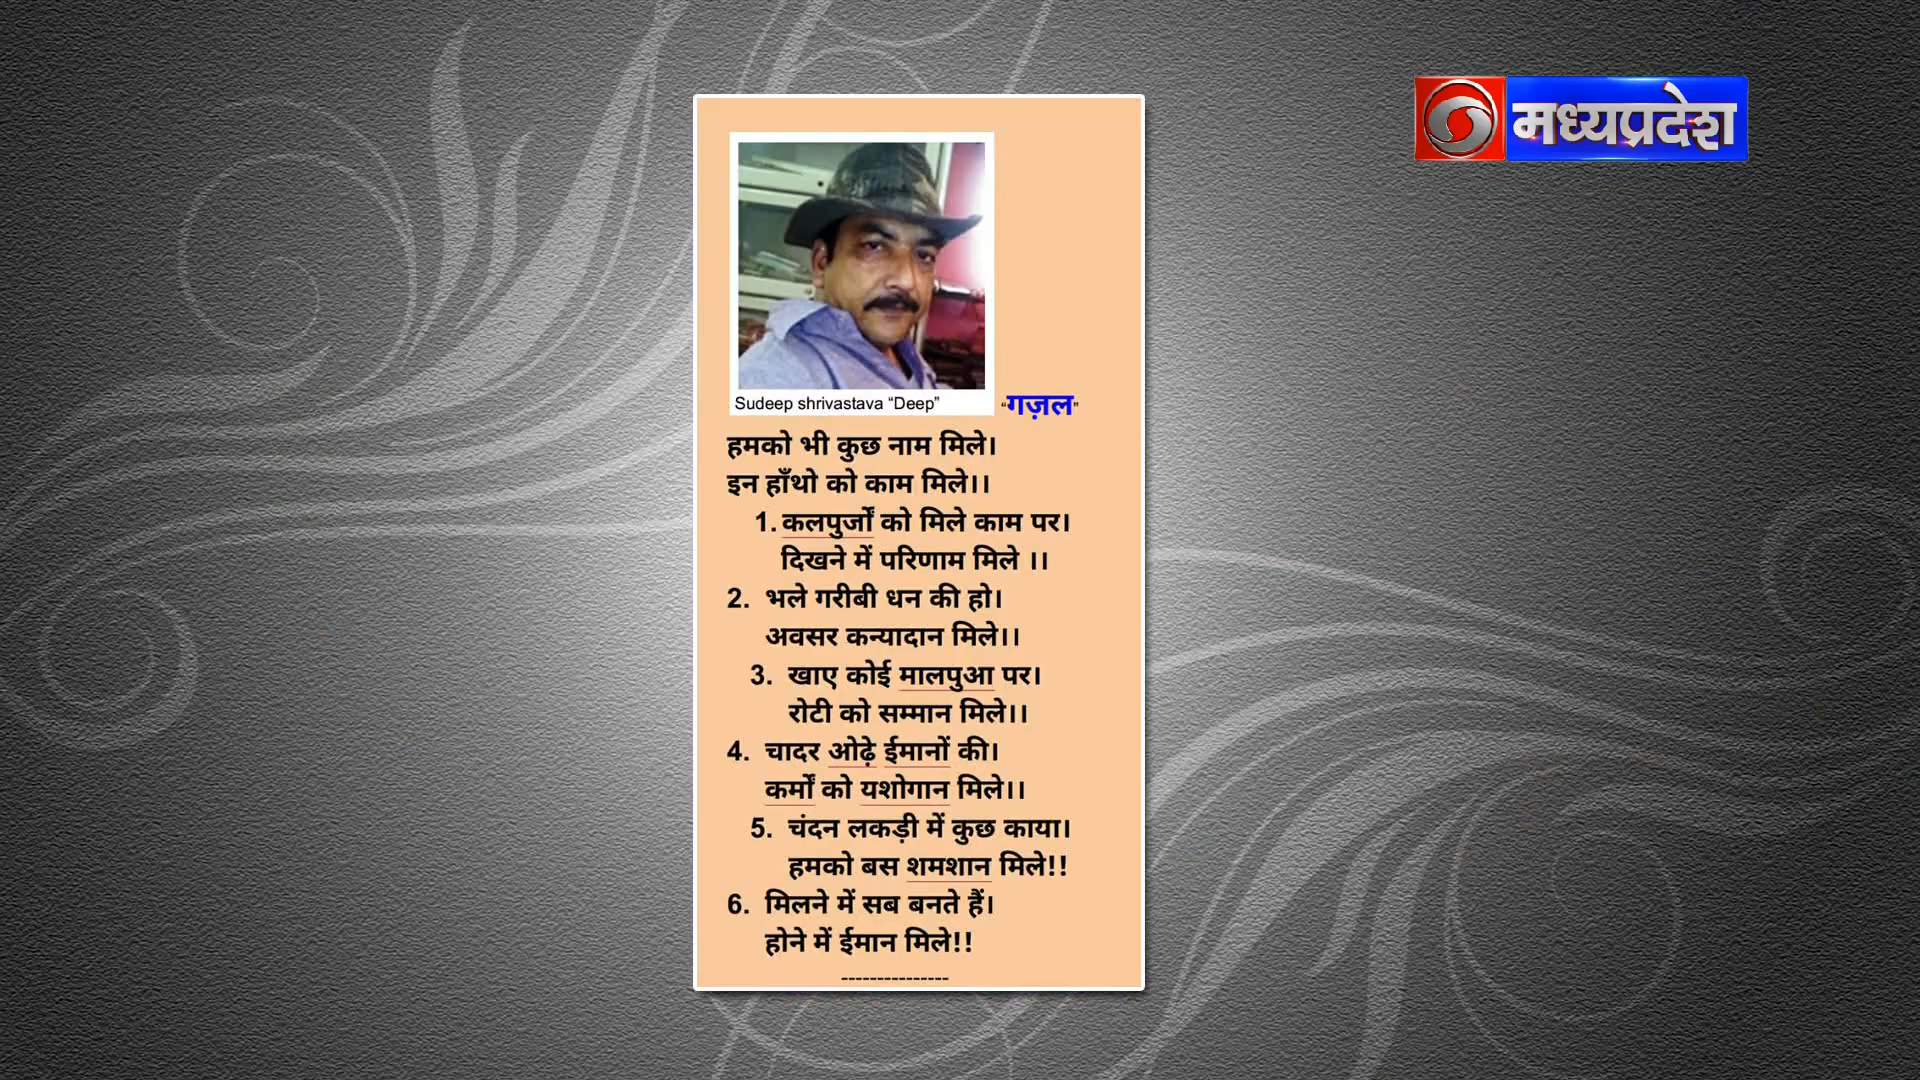 मध्यप्रदेश
Sudeep shrivastava “Deep”
“गज़ल”
हमको भी कुछ नाम मिले।
इन हाँथो को काम मिले।।
1. कलपुर्जों को मिले काम पर।
दिखने में परिणाम मिले ।।
2. भले गरीबी धन की हो।
अवसर कन्यादान मिले।।
3. खाए कोई मालपुआ पर।
रोटी को सम्मान मिले।।
4. चादर ओढ़े ईमानों की।
कर्मों को यशोगान मिले।।
5. चंदन लकड़ी में कुछ काया।
हमको बस शमशान मिले!!
6. मिलने में सब बनते हैं।
होने में ईमान मिले!!
---------------